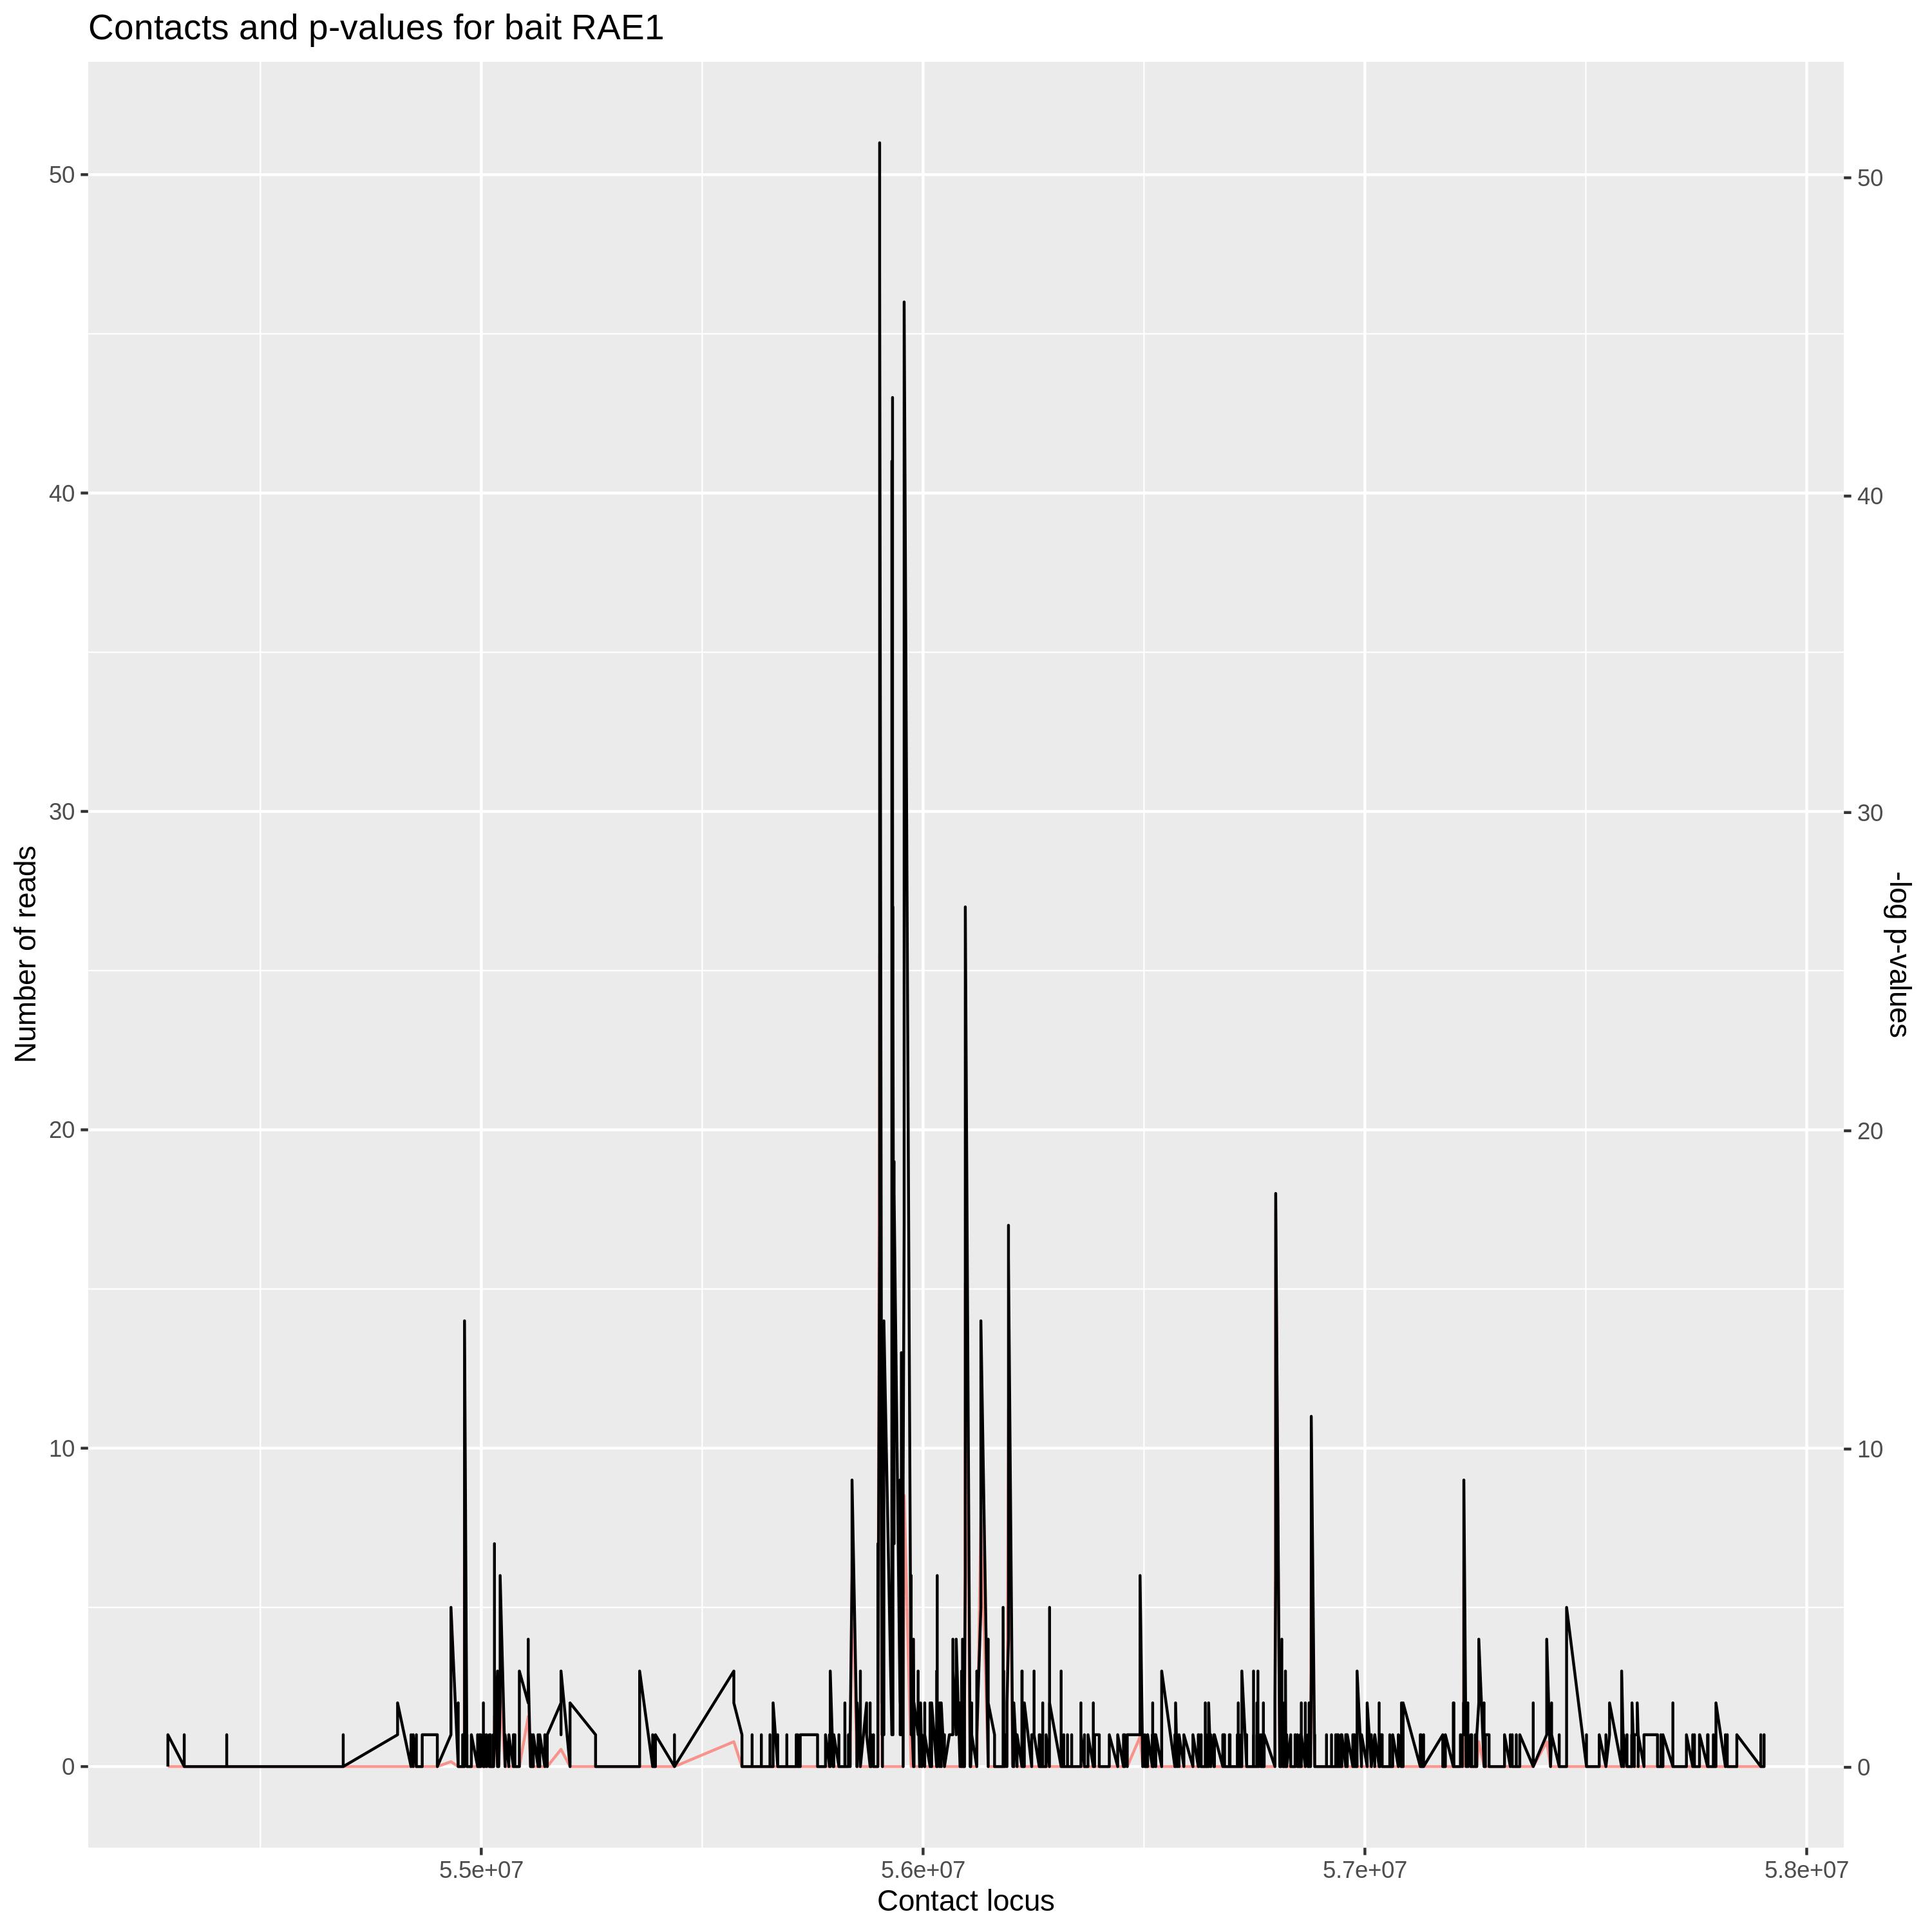 Contacts and p-values for bait RAE1
50
40
30
20
10
0
Number of reads
50
40
30
20
10
0
-log p-values
5.5e+07
5.6e+07
5.7e+07
5.8e+07
Contact locus